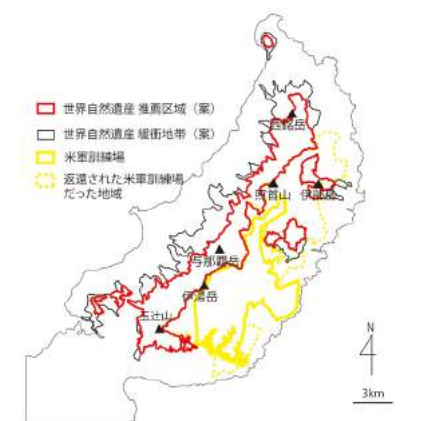 世界自然遺産 推薦区域（案）
世界自然遺産 緩衝地帯（案）
米軍訓練場
返還された米軍訓練場
だった地域
西銘岳
照首山
伊部岳
与那覇岳
伊湯岳
玉辻山
N
3km